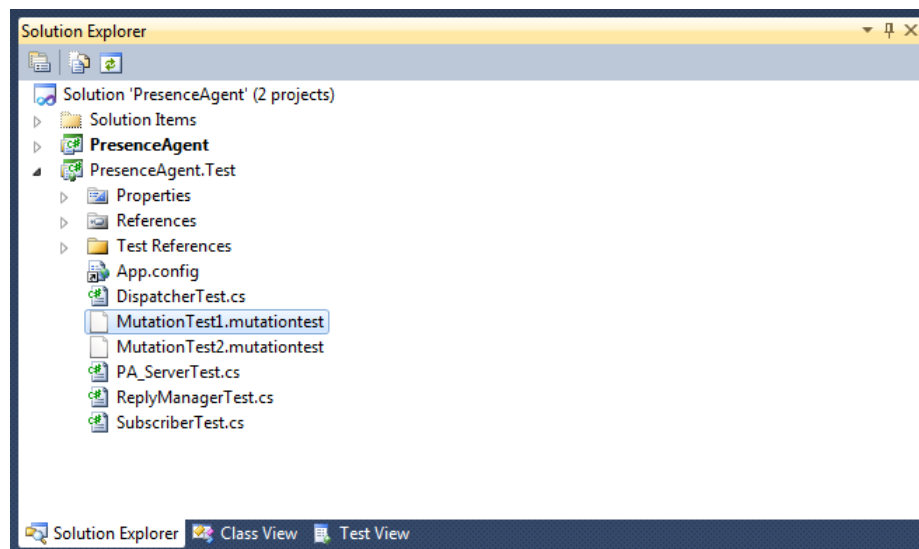 Solution Explorer
Solution 'PresenceAgent' (2 projects)
Solution Items
PresenceAgent
PresenceAgent.Test
Properties
References
Test References
App.config
DispatcherTest.cs
MutationTest1.mutationtest
MutationTest2.mutationtest
PA_ServerTest.cs
ReplyManagerTest.cs
SubscriberTest.cs
Solution Explorer Class View Test View